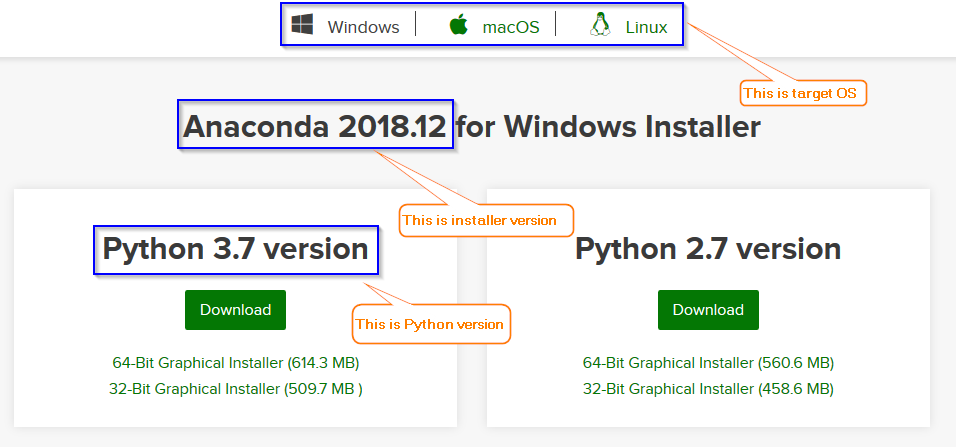 Windows macOS Linux
This is target OS
Anaconda 2018.12 for Windows Installer
This is installer version
Python 3.7 version
Download
This is Python version
64-Bit Graphical Installer (614.3 MB)
32-Bit Graphical Installer (509.7 MB )
Python 2.7 version
Download
64-Bit Graphical Installer (560.6 MB)
32-Bit Graphical Installer (458.6 MB)